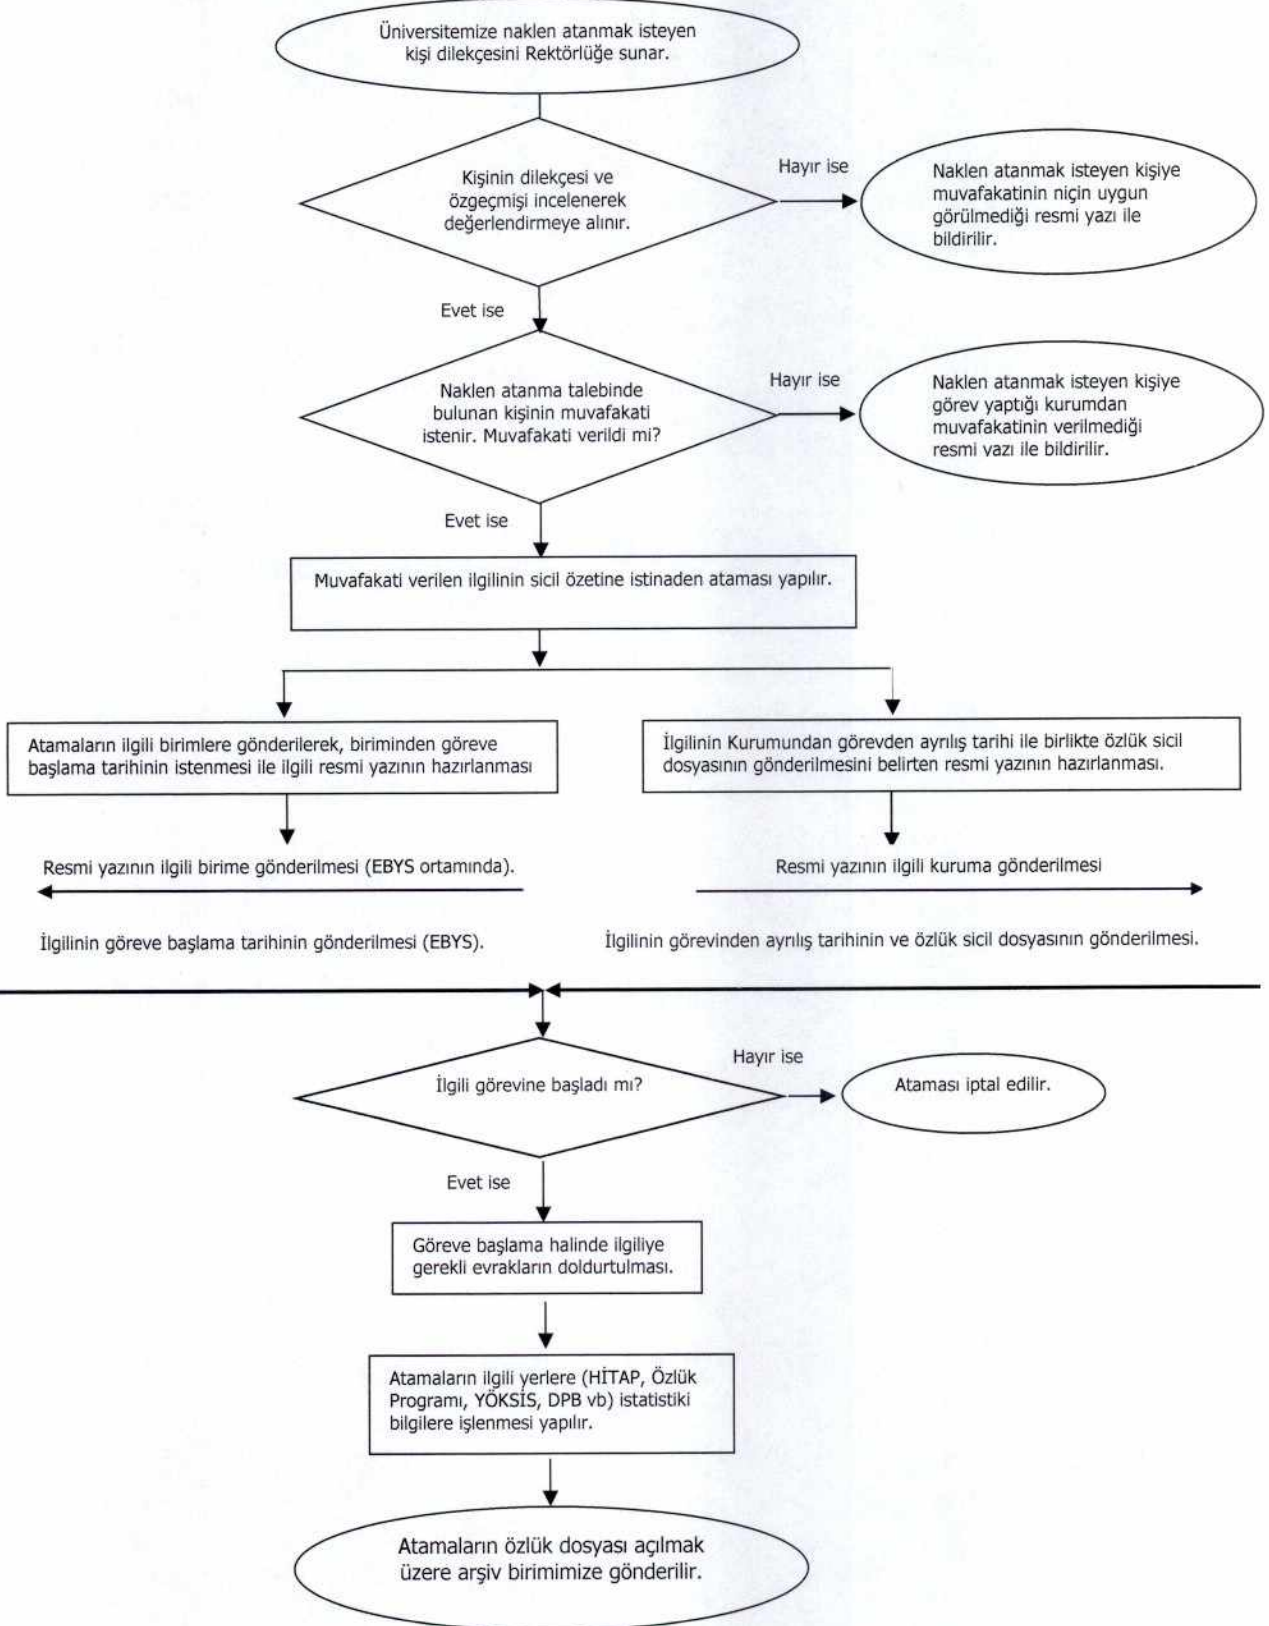 Üniversitemize naklen atanmak isteyen
kişi dilekçesini Rektörlüğe sunar.
Kişinin dilekçesi ve
özgeçmişi incelenerek
değerlendirmeye alınır.
Hayır ise
Naklen atanmak isteyen kişiye
muvafakatinin niçin uygun
görülmediği resmi yazı ile
bildirilir.
Evet ise
Naklen atanma talebinde
bulunan kişinin muvafakati
istenir. Muvafakati verildi mi?
Hayır ise
Naklen atanmak isteyen kişiye
görev yaptığı kurumdan
muvafakatinin verilmediği
resmi yazı ile bildirilir.
Evet ise
Muvafakati verilen ilgilinin sicil özetine istinaden ataması yapılır.
Atamaların ilgili birimlere gönderilerek, biriminden göreve
başlama tarihinin istenmesi ile ilgili resmi yazının hazırlanması
İlgilinin Kurumundan görevden ayrılış tarihi ile birlikte özlük sicil
dosyasının gönderilmesini belirten resmi yazının hazırlanması.
Resmi yazının ilgili birime gönderilmesi (EBYS ortamında).
Resmi yazının ilgili kuruma gönderilmesi
İlgilinin göreve başlama tarihinin gönderilmesi (EBYS).
İlgilinin görevinden ayrılış tarihinin ve özlük sicil dosyasının gönderilmesi.
İlgili görevine başladı mı?
Hayır ise
Ataması iptal edilir.
Evet ise
Göreve başlama halinde ilgiliye
gerekli evrakların doldurtulması.
Atamaların ilgili yerlere (HİTAP, Özlük
Programı, YÖKSİS, DPB vb) istatistiki
bilgilere işlenmesi yapılır.
Atamaların özlük dosyası açılmak
üzere arşiv birimimize gönderilir.